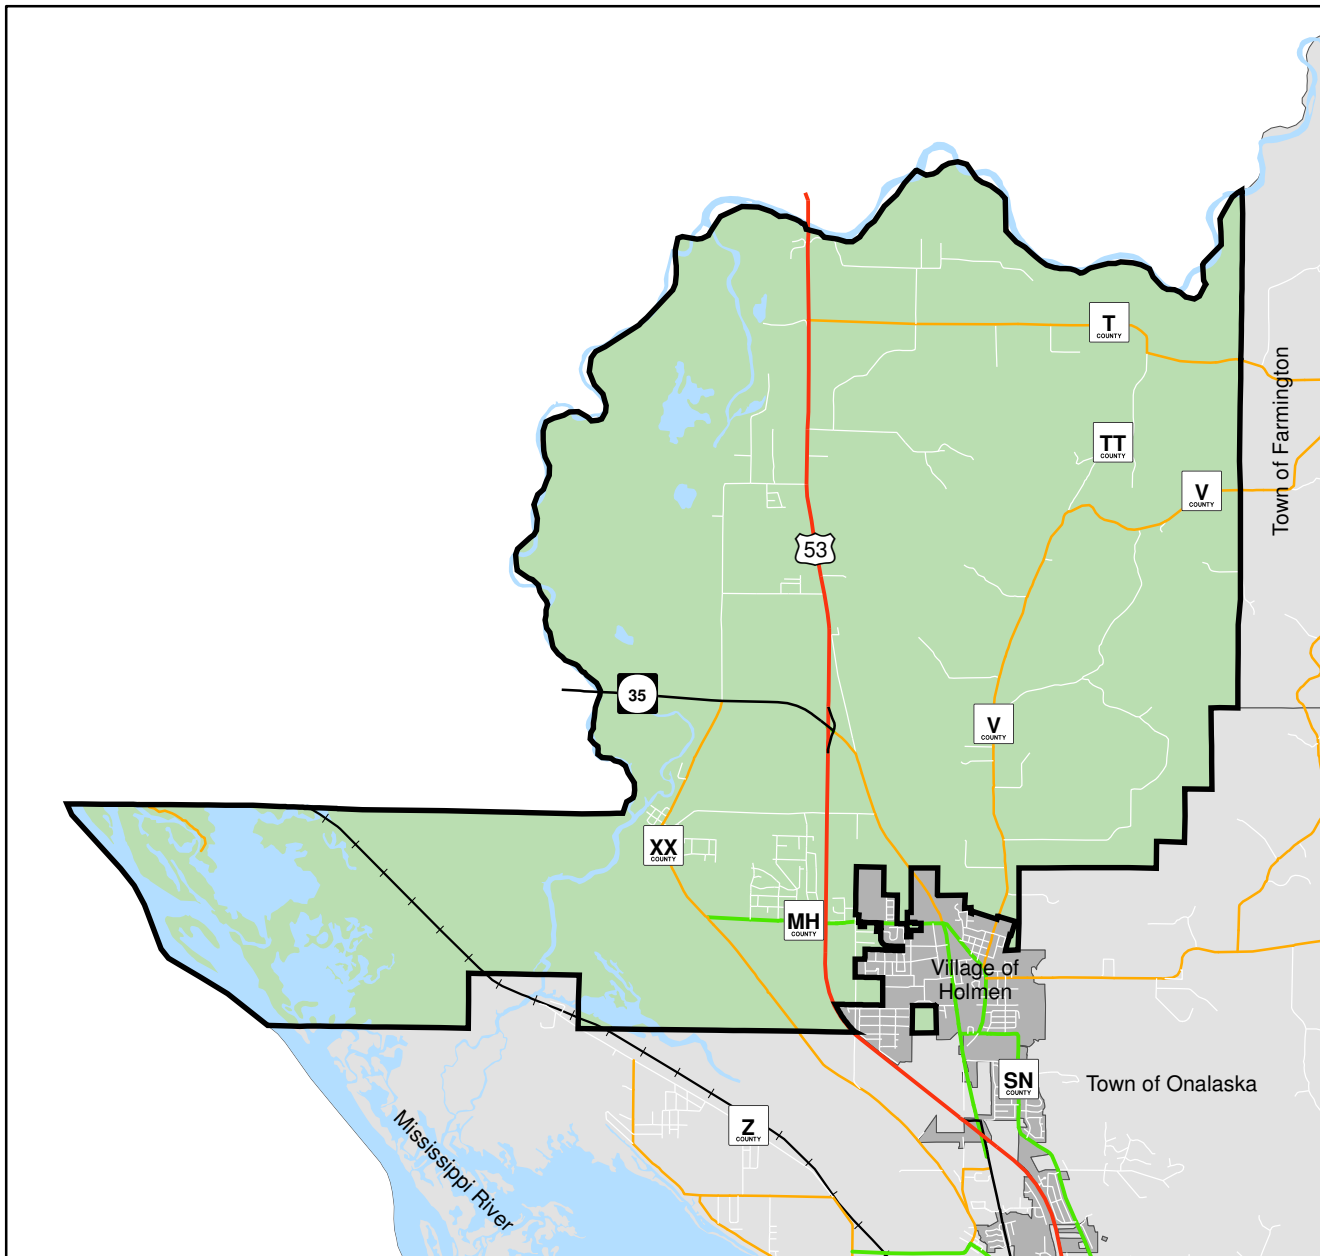 T
COUNTY
Town of Farmington
TT
COUNTY
V
COUNTY
53
35
V
COUNTY
XX
COUNTY
MH
COUNTY
Village of
Holmen
SN
COUNTY
Town of Onalaska
Z
COUNTY
Mississippi River